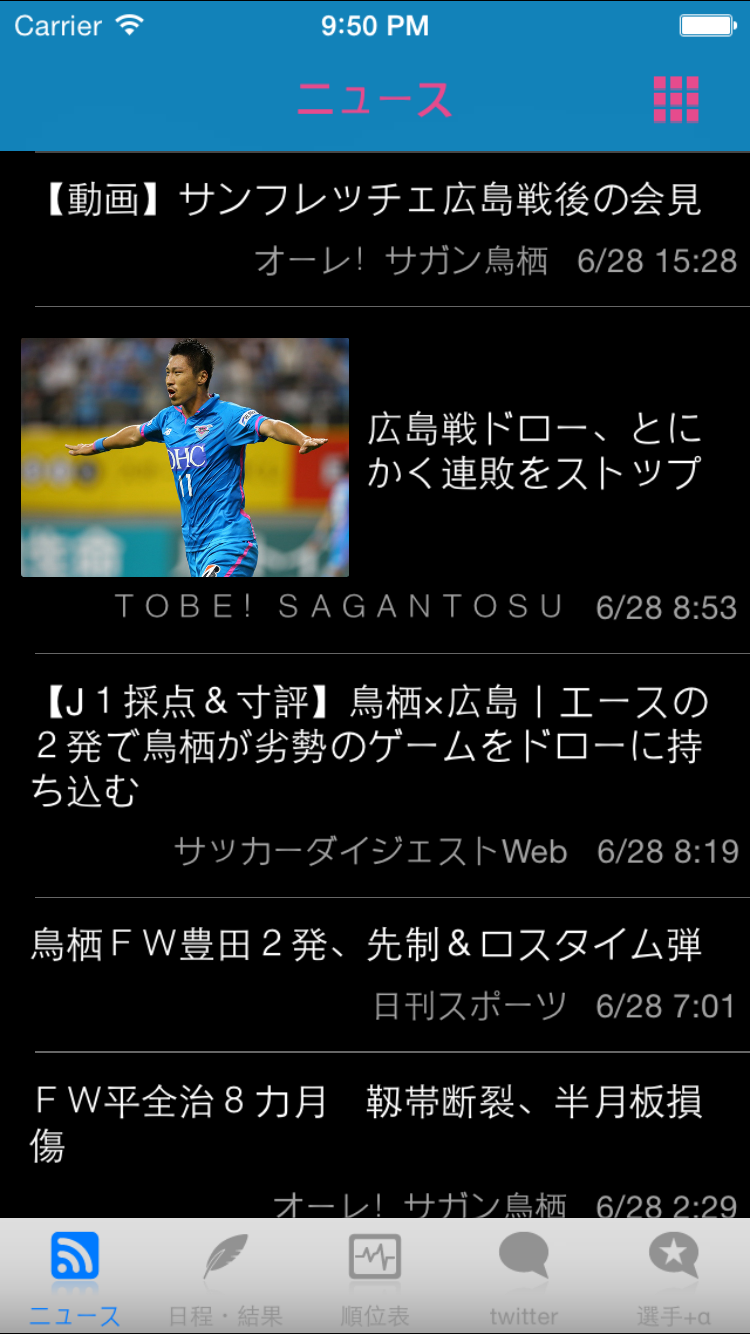 Carrier 9:50 PM
ニュース
【動画】サンフレッチェ広島戦後の会見
オーレ！サガン鳥栖 6/28 15:28
DHC
11
生命
広島戦ドロー、とに
かく連敗をストップ
ＴＯＢＥ！ＳＡＧＡＮＴＯＳＵ 6/28 8:53
【J１採点＆寸評】鳥栖×広島｜エースの
２発で鳥栖が劣勢のゲームをドローに持
ち込む
サッカーダイジェストWeb 6/28 8:19
鳥栖ＦＷ豊田２発、先制＆ロスタイム弾
日刊スポーツ 6/28 7:01
ＦＷ平全治８カ月　靱帯断裂、半月板損
傷
オーレ！サガン鳥栖 6/28 2:29
ニュース 日程・結果 順位表 twitter 選手+α